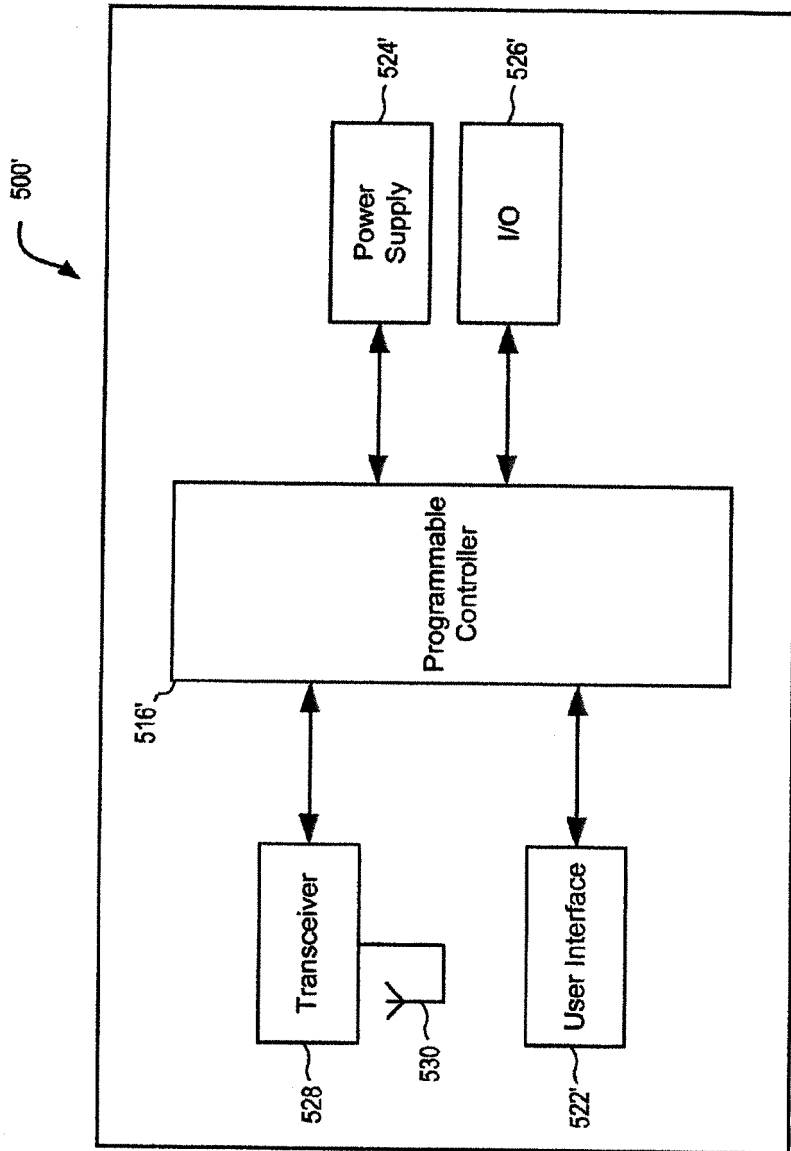 500'
516'
Transceiver
528
530
User Interface
522'
Programmable
Controller
Power
Supply
524'
I/O
526'